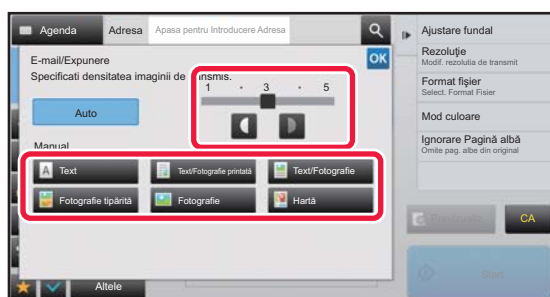 Agenda
Adresa
Apasa pentru Introducere Adresa
E-mail/Expunere
OK
Specificati densitatea imaginii de transmis.
1 · 3 · 5
Auto
Manual
A Text
Text/Fotografie printată
Text/Fotografie
Fotografie tipărită
Fotografie
Hartă
Altele
Ajustare fundal
Rezoluţie
Modif. rezolutia de transmit
Format fişier
Select. Format Fisier
Mod culoare
Ignorare Pagină albă
Omite pag. albe din original
Previzualiz.
CA
Start